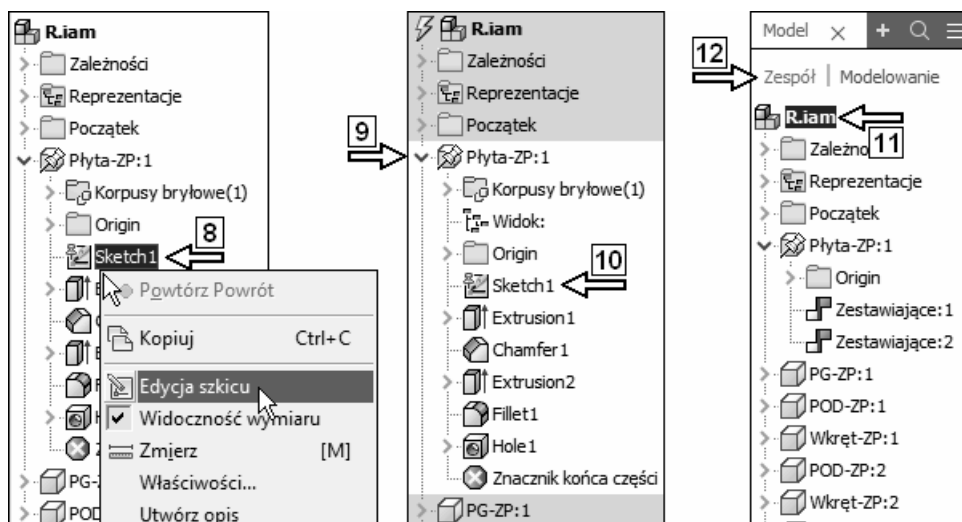 R.iam
Zależności
Reprezentacje
Początek
Płyta-ZP:1
Korpusy bryłowe(1)
Origin
Sketch1
8
Powtórz Powrót
Kopiuj Ctrl+C
Edycja szkicu
Widoczność wymiaru
Zmierz [M]
Właściwości...
Utwórz opis
PG-
POD
R.iam
Zależności
Reprezentacje
Początek
9
Płyta-ZP:1
Korpusy bryłowe(1)
Widok:
Origin
10
Sketch1
Extrusion1
Chamfer1
Extrusion2
Fillet1
Hole1
Znacznik końca części
PG-ZP:1
Model
12
Zespół | Modelowanie
R.iam
11
Zależno
Reprezentacje
Początek
Płyta-ZP:1
Origin
Zestawiające:1
Zestawiające:2
PG-ZP:1
POD-ZP:1
Wkręt-ZP:1
POD-ZP:2
Wkręt-ZP:2